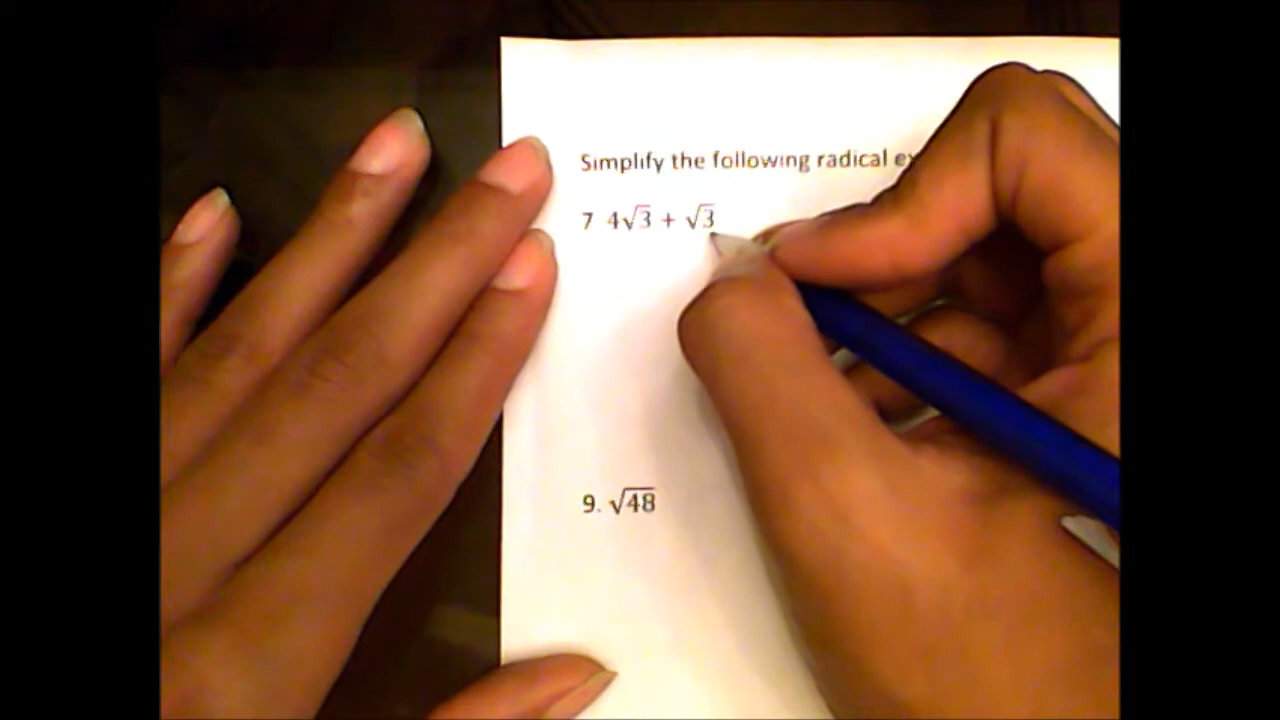 Simplify the following radical
7 4√3 + √3
9. √48